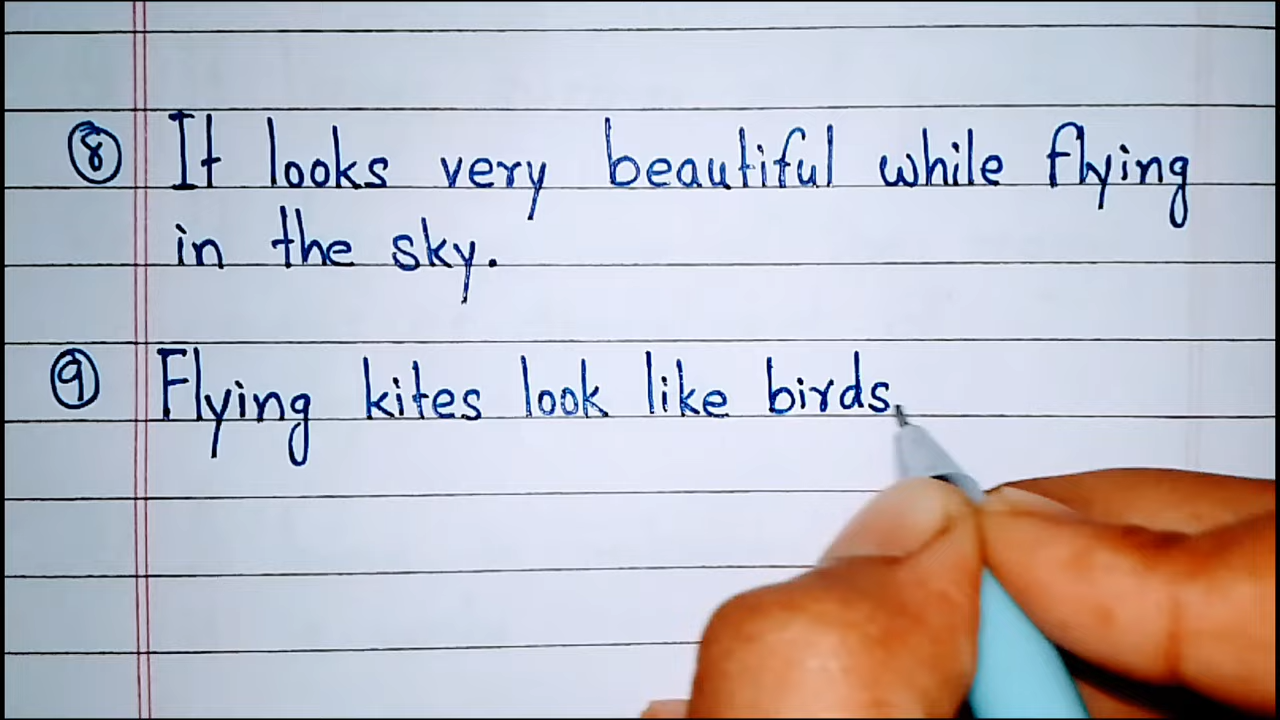 ⑧ It looks very beautiful while flying
in the sky.
⑨ Flying kites look like birds.